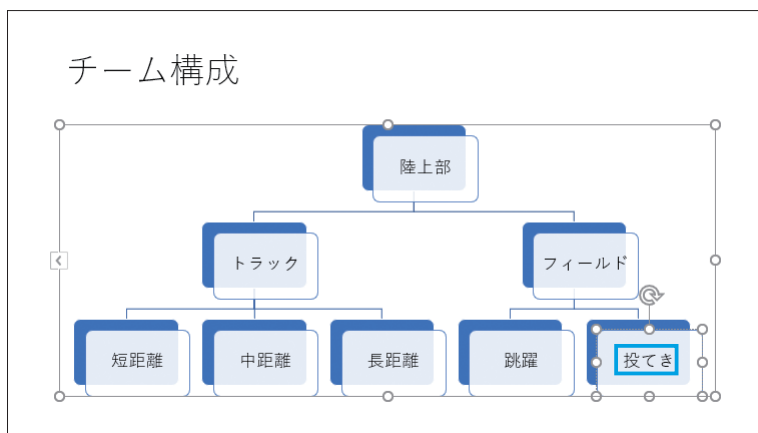 チーム構成
陸上部
トラック
フィールド
短距離
中距離
長距離
跳躍
投てき